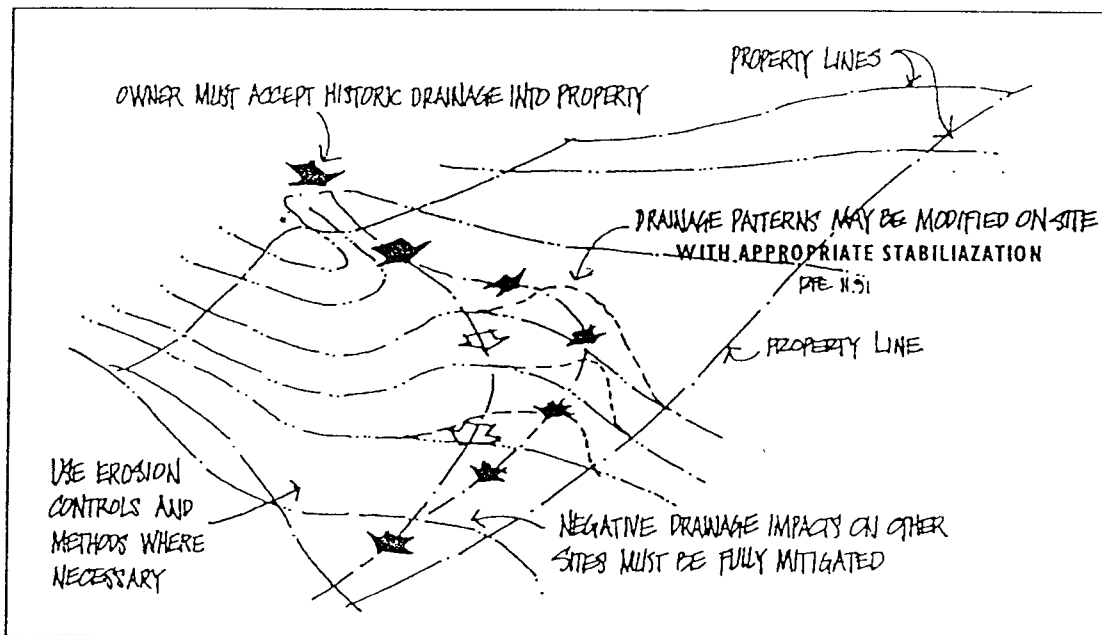 PROPERTY LINES
OWNER MUST ACCEPT HISTORIC DRAINAGE INTO PROPERTY
DRAINAGE PATTERNS MAY BE MODIFIED ON-SITE
WITH APPROPRIATE STABILIAZATION
PROPERTY LINE
USE EROSION
CONTROLS AND
METHODS WHERE
NECESSARY
NEGATIVE DRAINAGE IMPACTS ON OTHER
SITES MUST BE FULLY MITIGATED